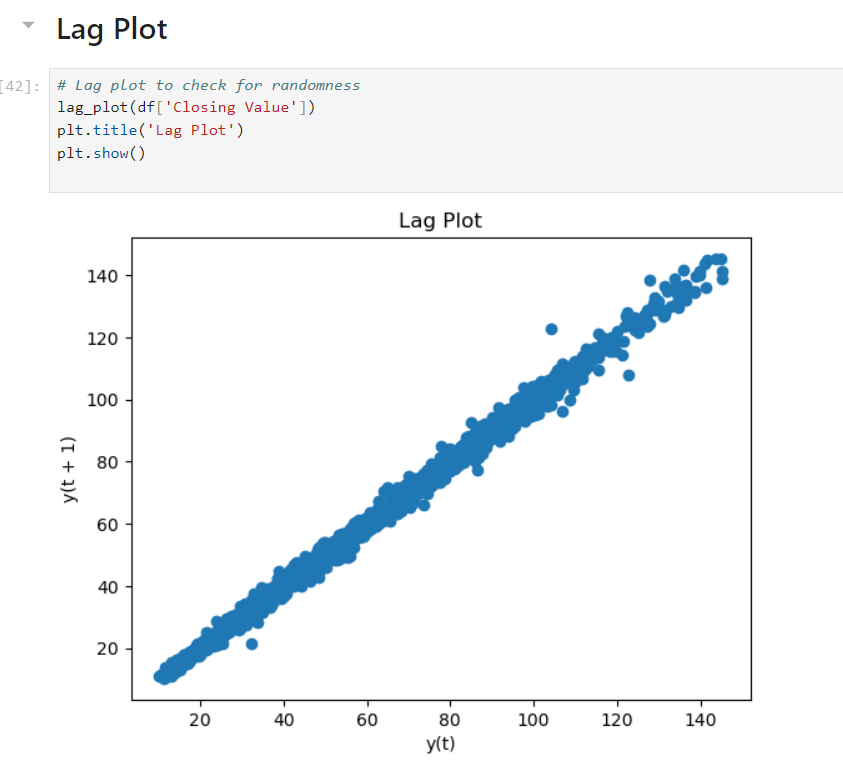 Lag Plot
[42]: # Lag plot to check for randomness
lag_plot(df['Closing Value'])
plt.title('Lag Plot')
plt.show()
Lag Plot
140
120
100
80
60
40
20
y(t + 1)
20 40 60 80 100 120 140
y(t)